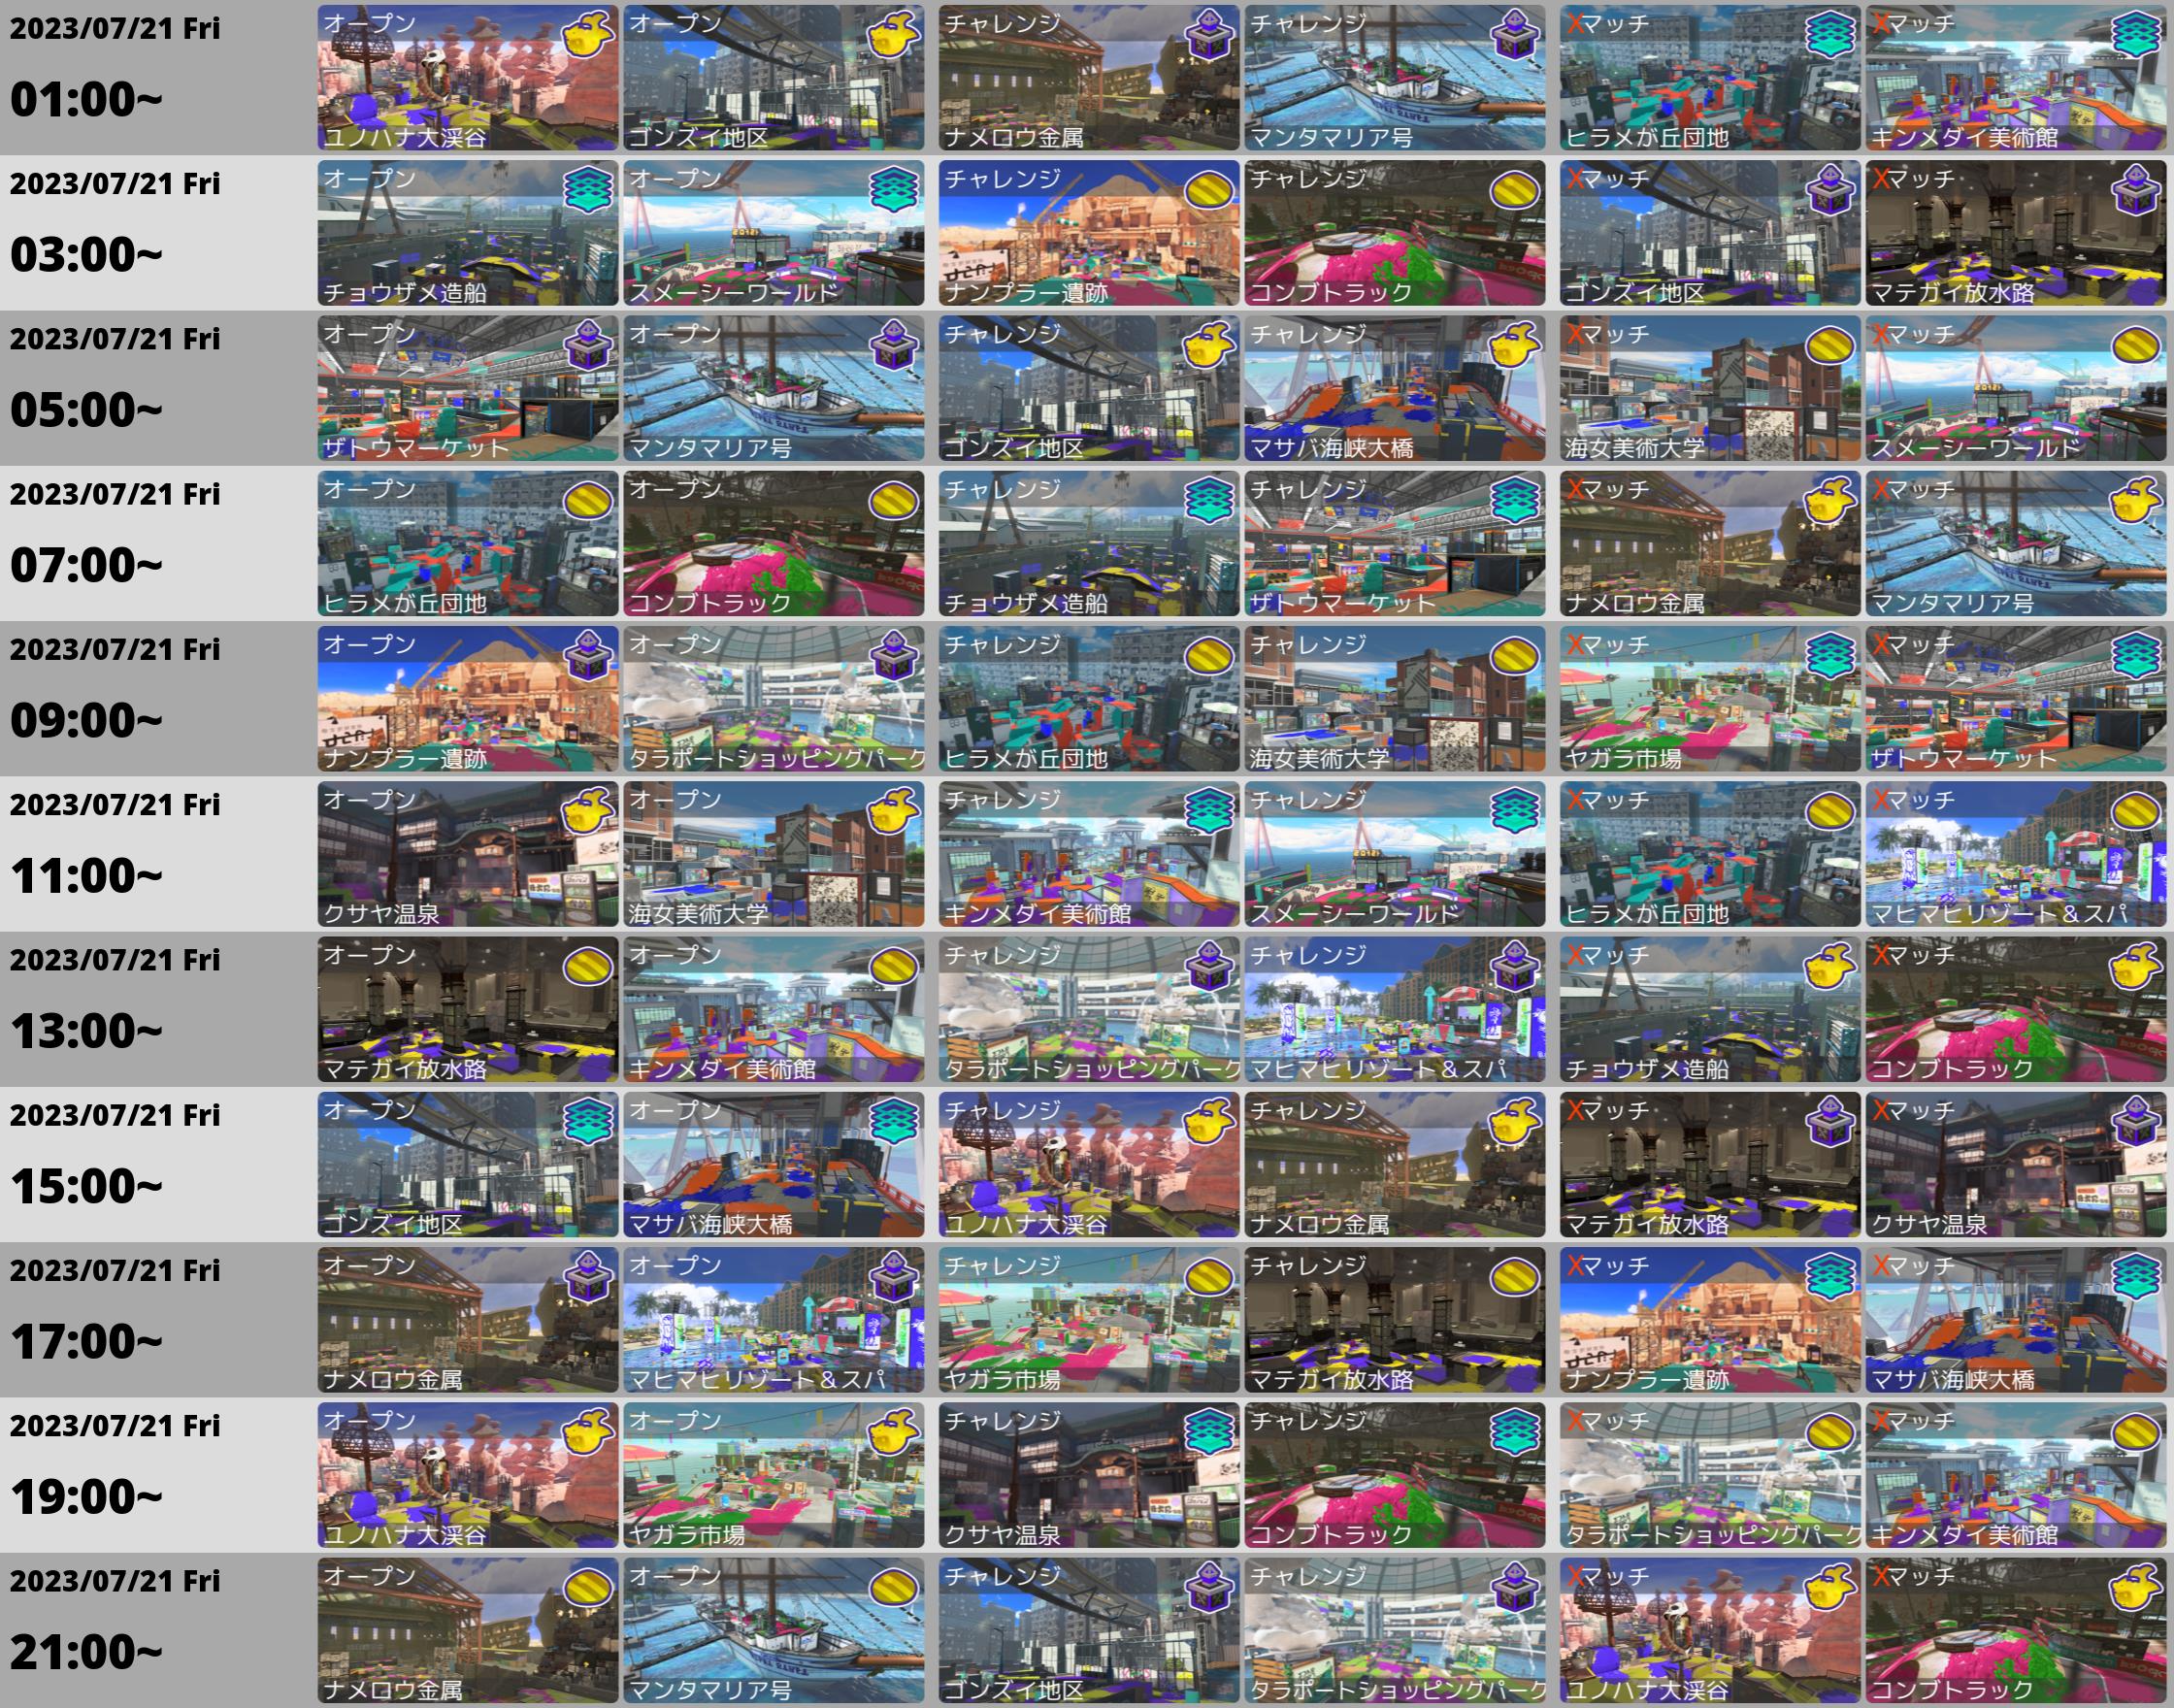 2023/07/21 Fri
01:00~
オープン
ユノハナ大渓谷
オープン
ゴンズイ地区
チャレンジ
ナメロウ金属
チャレンジ
マンタマリア号
Xマッチ
ヒラメが丘団地
Xマッチ
キンメダイ美術館
2023/07/21 Fri
03:00~
オープン
チョウザメ造船
オープン
スメーシーワールド
チャレンジ
ナンプラー遺跡
チャレンジ
コンブトラック
Xマッチ
ゴンズイ地区
Xマッチ
マテガイ放水路
2023/07/21 Fri
05:00~
オープン
ザトウマーケット
オープン
マンタマリア号
チャレンジ
ゴンズイ地区
チャレンジ
マサバ海峡大橋
Xマッチ
海女美術大学
Xマッチ
スメーシーワールド
2023/07/21 Fri
07:00~
オープン
ヒラメが丘団地
オープン
コンブトラック
チャレンジ
チョウザメ造船
チャレンジ
ザトウマーケット
Xマッチ
ナメロウ金属
Xマッチ
マンタマリア号
2023/07/21 Fri
09:00~
オープン
ナンプラー遺跡
オープン
タラポートショッピングパーク
チャレンジ
ヒラメが丘団地
チャレンジ
海女美術大学
Xマッチ
ヤガラ市場
Xマッチ
ザトウマーケット
2023/07/21 Fri
11:00~
オープン
クサヤ温泉
オープン
海女美術大学
チャレンジ
キンメダイ美術館
チャレンジ
スメーシーワールド
Xマッチ
ヒラメが丘団地
Xマッチ
マヒマヒリゾート＆スパ
2023/07/21 Fri
13:00~
オープン
マテガイ放水路
オープン
キンメダイ美術館
チャレンジ
タラポートショッピングパーク
チャレンジ
マヒマヒリゾート＆スパ
Xマッチ
チョウザメ造船
Xマッチ
コンブトラック
2023/07/21 Fri
15:00~
オープン
ゴンズイ地区
オープン
マサバ海峡大橋
チャレンジ
ユノハナ大渓谷
チャレンジ
ナメロウ金属
Xマッチ
マテガイ放水路
Xマッチ
クサヤ温泉
2023/07/21 Fri
17:00~
オープン
ナメロウ金属
オープン
マヒマヒリゾート＆スパ
チャレンジ
ヤガラ市場
チャレンジ
マテガイ放水路
Xマッチ
ナンプラー遺跡
Xマッチ
マサバ海峡大橋
2023/07/21 Fri
19:00~
オープン
ユノハナ大渓谷
オープン
ヤガラ市場
チャレンジ
クサヤ温泉
チャレンジ
コンブトラック
Xマッチ
タラポートショッピングパーク
Xマッチ
キンメダイ美術館
2023/07/21 Fri
21:00~
オープン
ナメロウ金属
オープン
マンタマリア号
チャレンジ
ゴンズイ地区
チャレンジ
タラポートショッピングパーク
Xマッチ
ユノハナ大渓谷
Xマッチ
コンブトラック